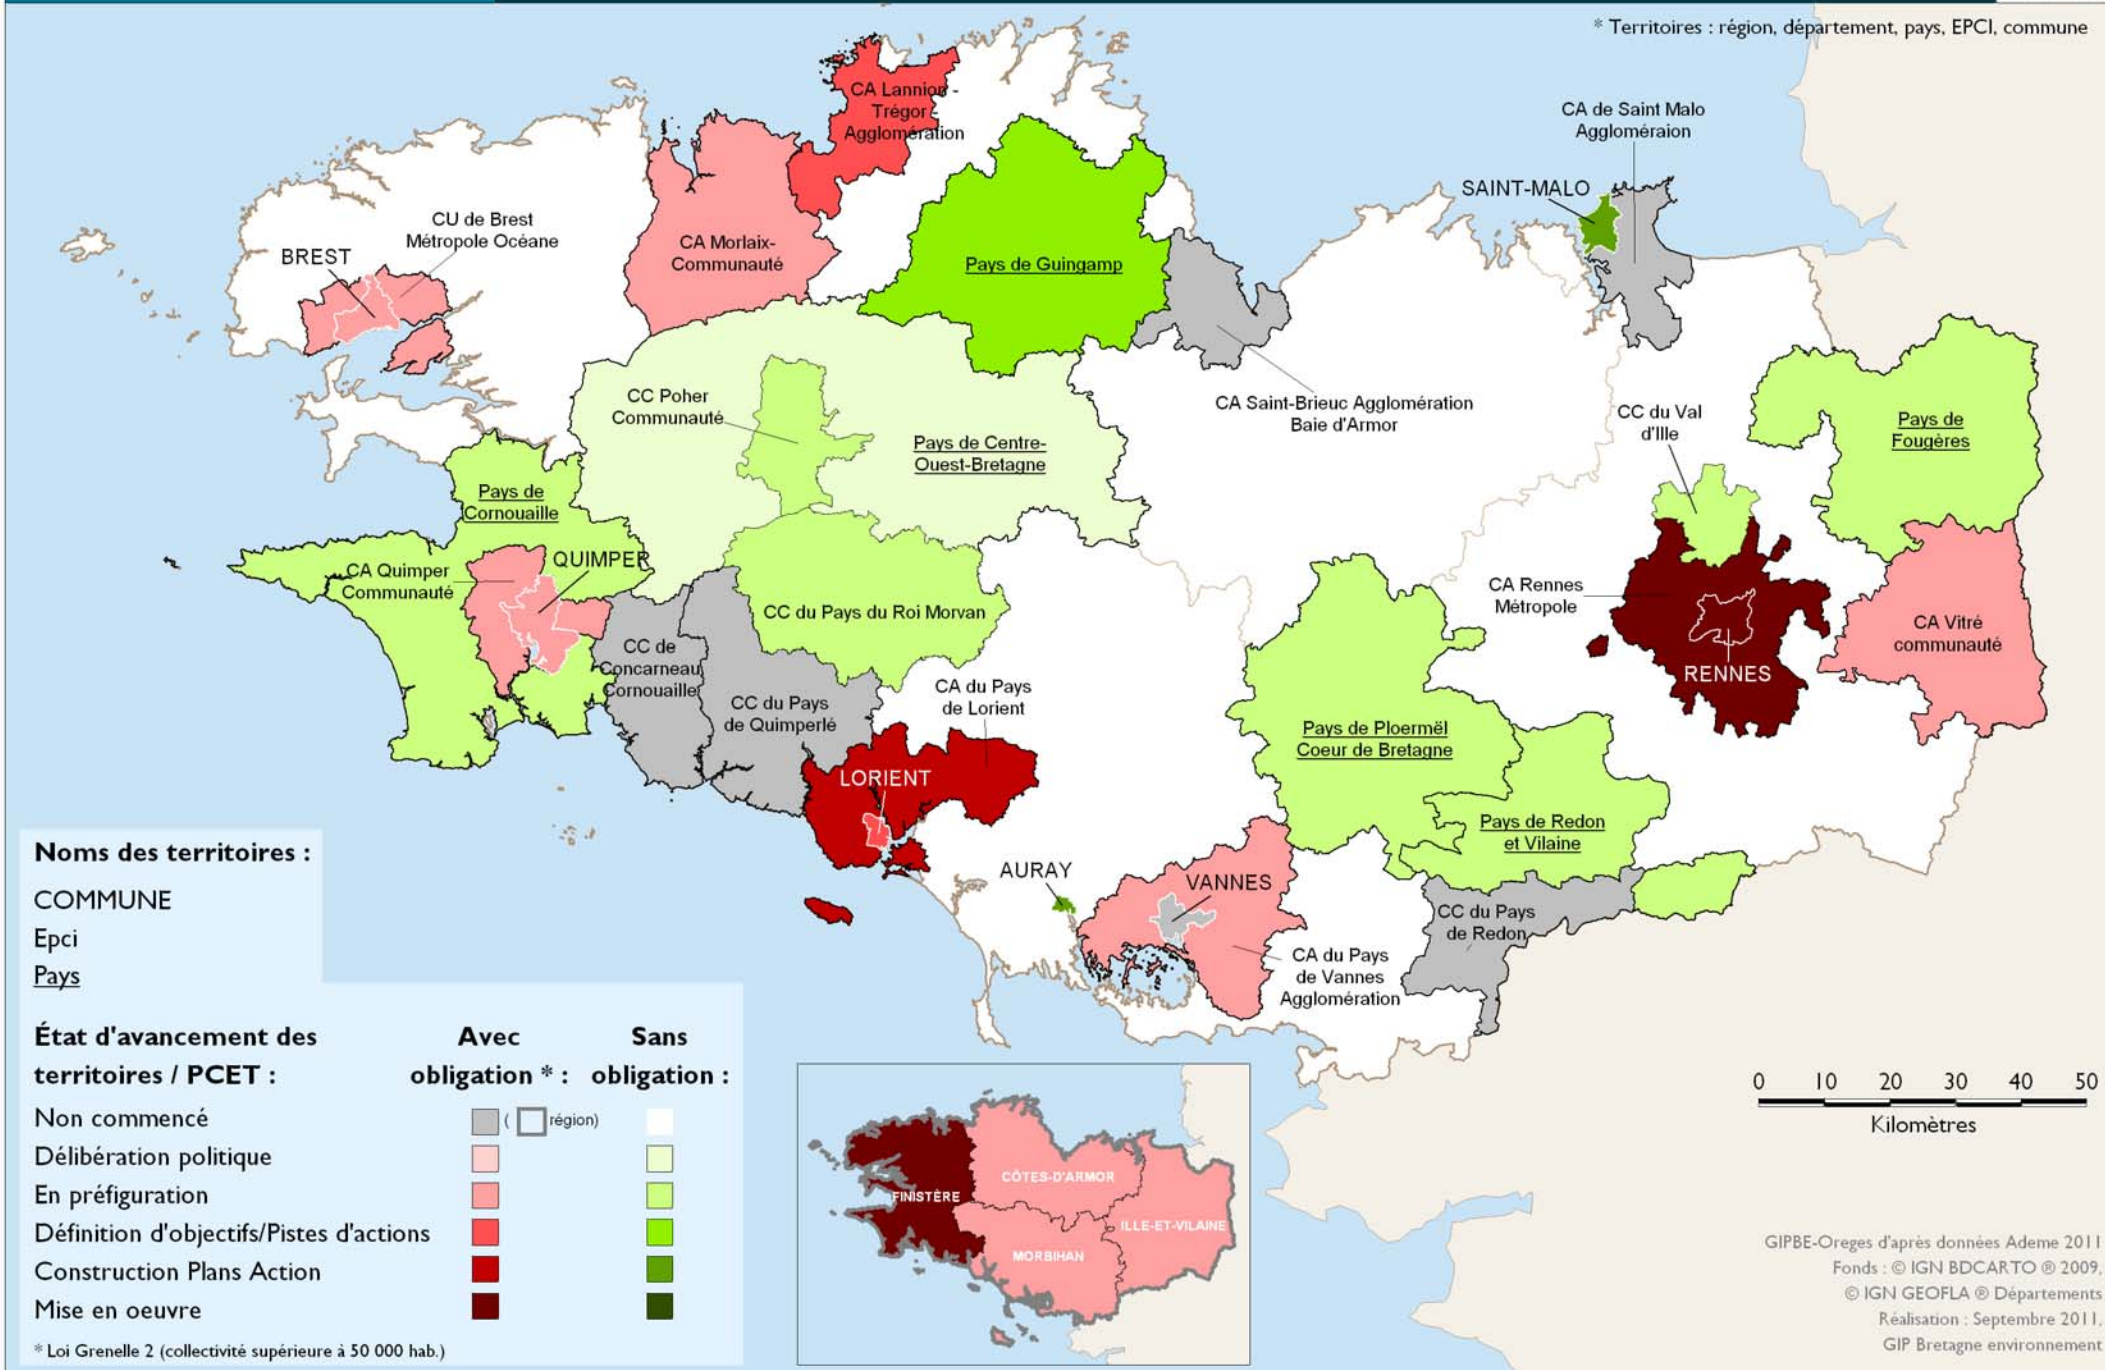 * Territoires : région, département, pays, EPCI, commune
CA Lannion -
Trégor -
Agglomération
CA de Saint Malo
Aggloméraion
SAINT-MALO
CU de Brest
Métropole Océane
BREST
CA Morlaix-
Communauté
Pays de Guingamp
CC Poher
Communauté
Pays de Centre-
Ouest-Bretagne
CA Saint-Brieuc Agglomération
Baie d'Armor
CC du Val
d'Ille
Pays de
Fougères
Pays de
Cornouaille
CA Quimper
Communauté
QUIMPER
CC du Pays du Roi Morvan
CA Rennes
Métropole
RENNES
CA Vitré
communauté
CC de
Concarneau
Cornouaille
CC du Pays
de Quimperlé
CA du Pays
de Lorient
LORIENT
Pays de Ploermël
Coeur de Bretagne
Pays de Redon
et Vilaine
AURAY
VANNES
CA du Pays
de Vannes
Agglomération
CC du Pays
de Redon
Noms des territoires :
COMMUNE
Epci
Pays
État d'avancement des
territoires / PCET :
Avec
obligation * :
Sans
obligation :
Non commencé
( région)
Délibération politique
En préfiguration
Définition d'objectifs/Pistes d'actions
Construction Plans Action
Mise en oeuvre
* Loi Grenelle 2 (collectivité supérieure à 50 000 hab.)
FINISTÈRE
CÔTES-D'ARMOR
ILLE-ET-VILAINE
MORBIHAN
0 10 20 30 40 50
Kilomètres
GIPBE-Oreges d'après données Ademe 2011
Fonds : © IGN BDCARTO ® 2009,
© IGN GEOFLA ® Départements
Réalisation : Septembre 2011,
GIP Bretagne environnement